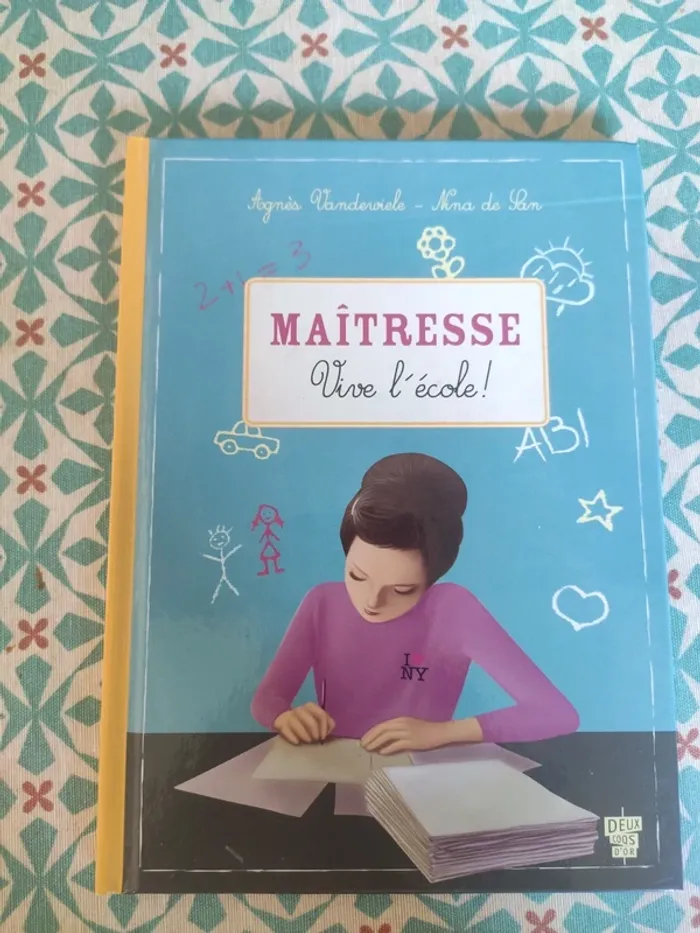 Agnès Vandewiele - Nina de San
2+1=3
MAÎTRESSE
Vive l'école!
ABI
I
NY
DEUX
COQS
D'OR